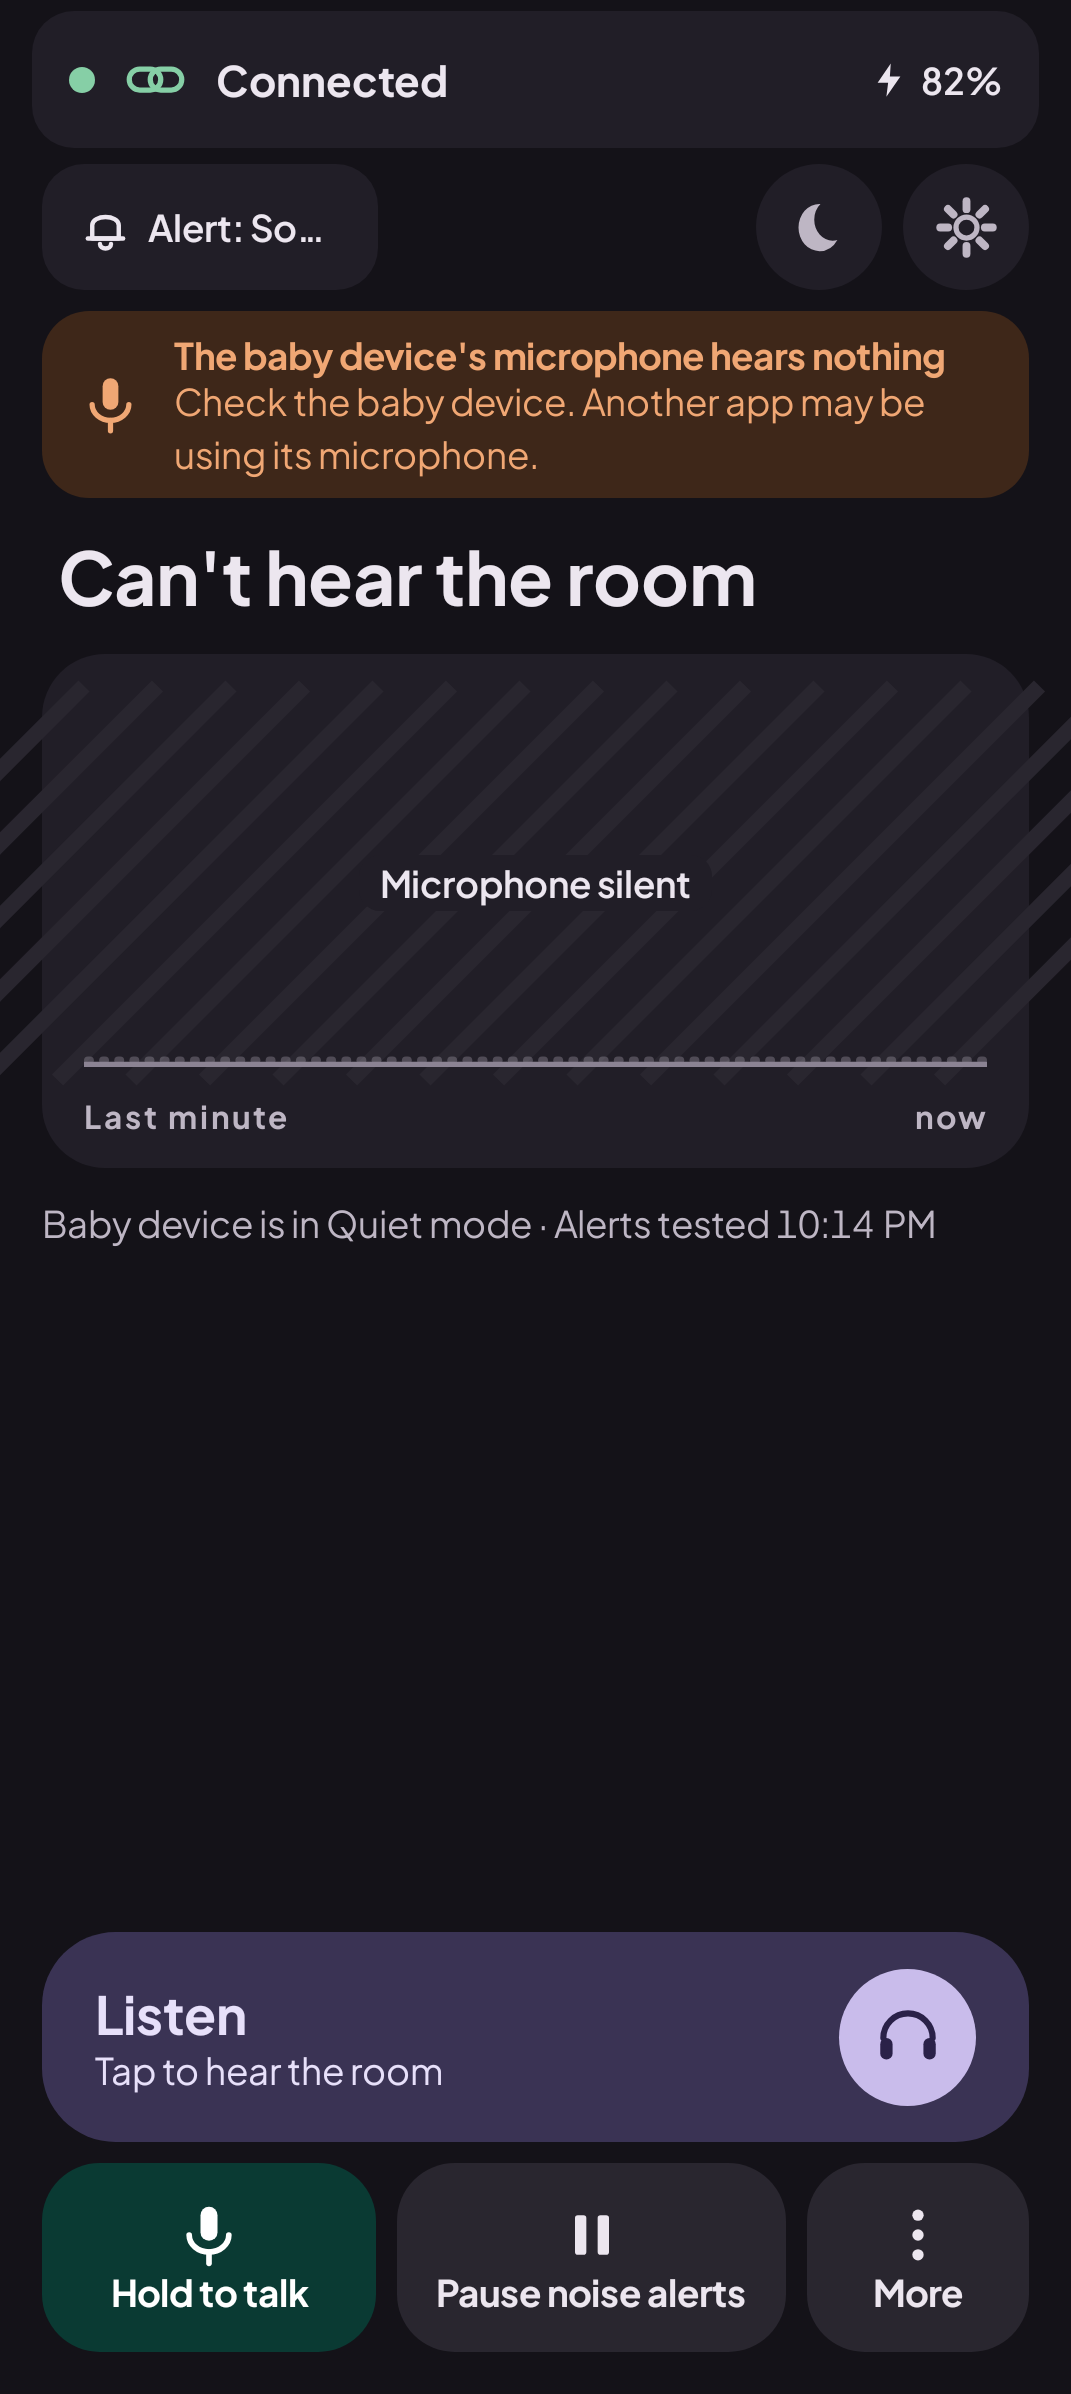 Connected
82%
Alert: So...
The baby device's microphone hears nothing
Check the baby device. Another app may be
using its microphone.
Can't hear the room
Microphone silent
Last minute
now
Baby device is in Quiet mode · Alerts tested 10:14 PM
Listen
Tap to hear the room
Hold to talk
Pause noise alerts
More